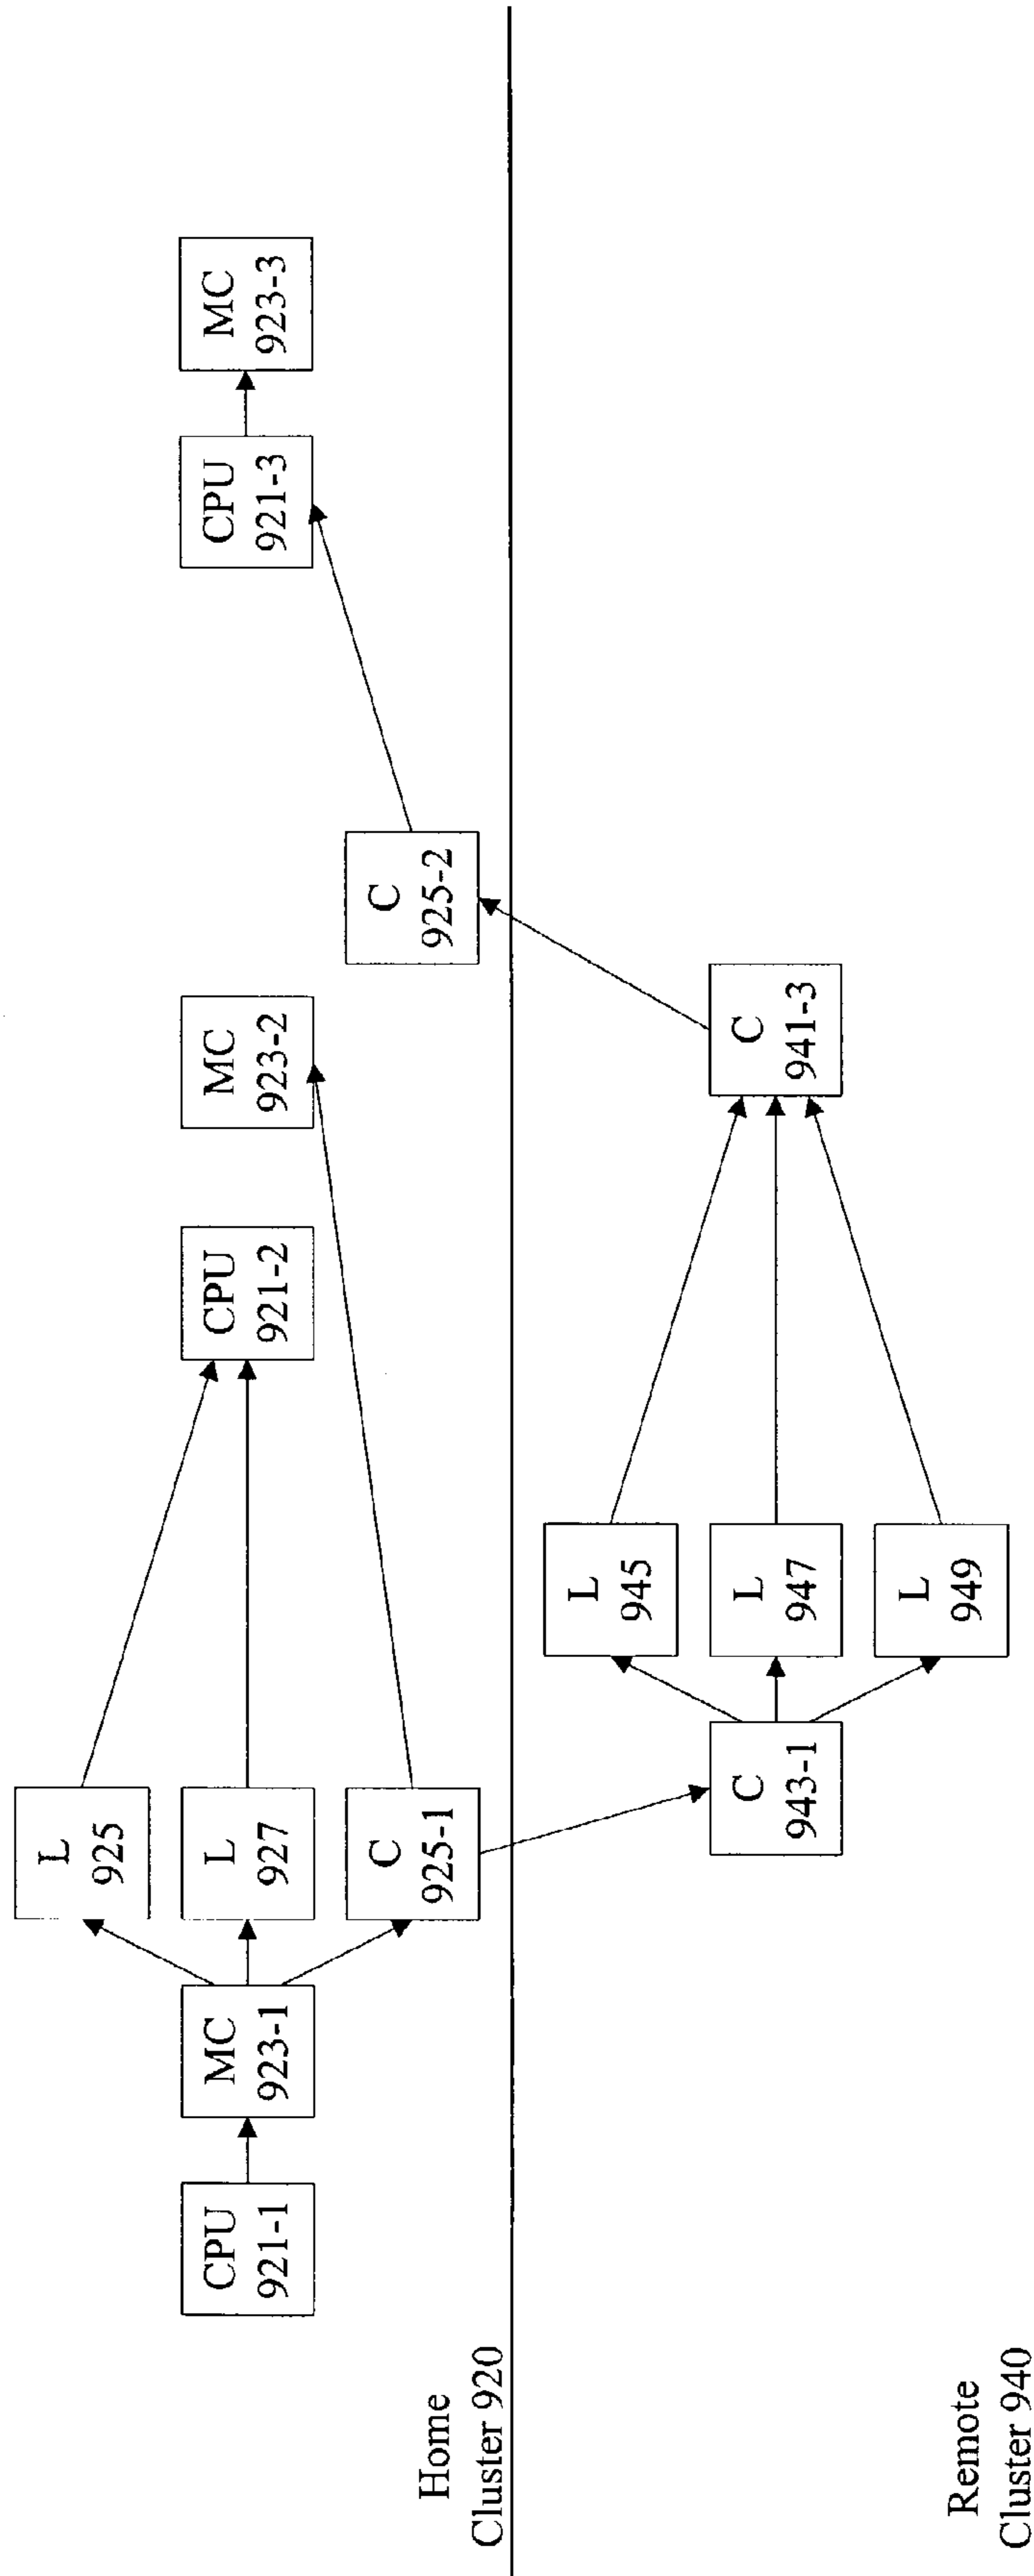 L
925
CPU
921-1
MC
923-1
L
927
CPU
921-2
MC
923-2
CPU
921-3
MC
923-3
C
925-1
C
925-2
Home
Cluster 920
L
945
C
943-1
L
947
C
941-3
L
949
Remote
Cluster 940